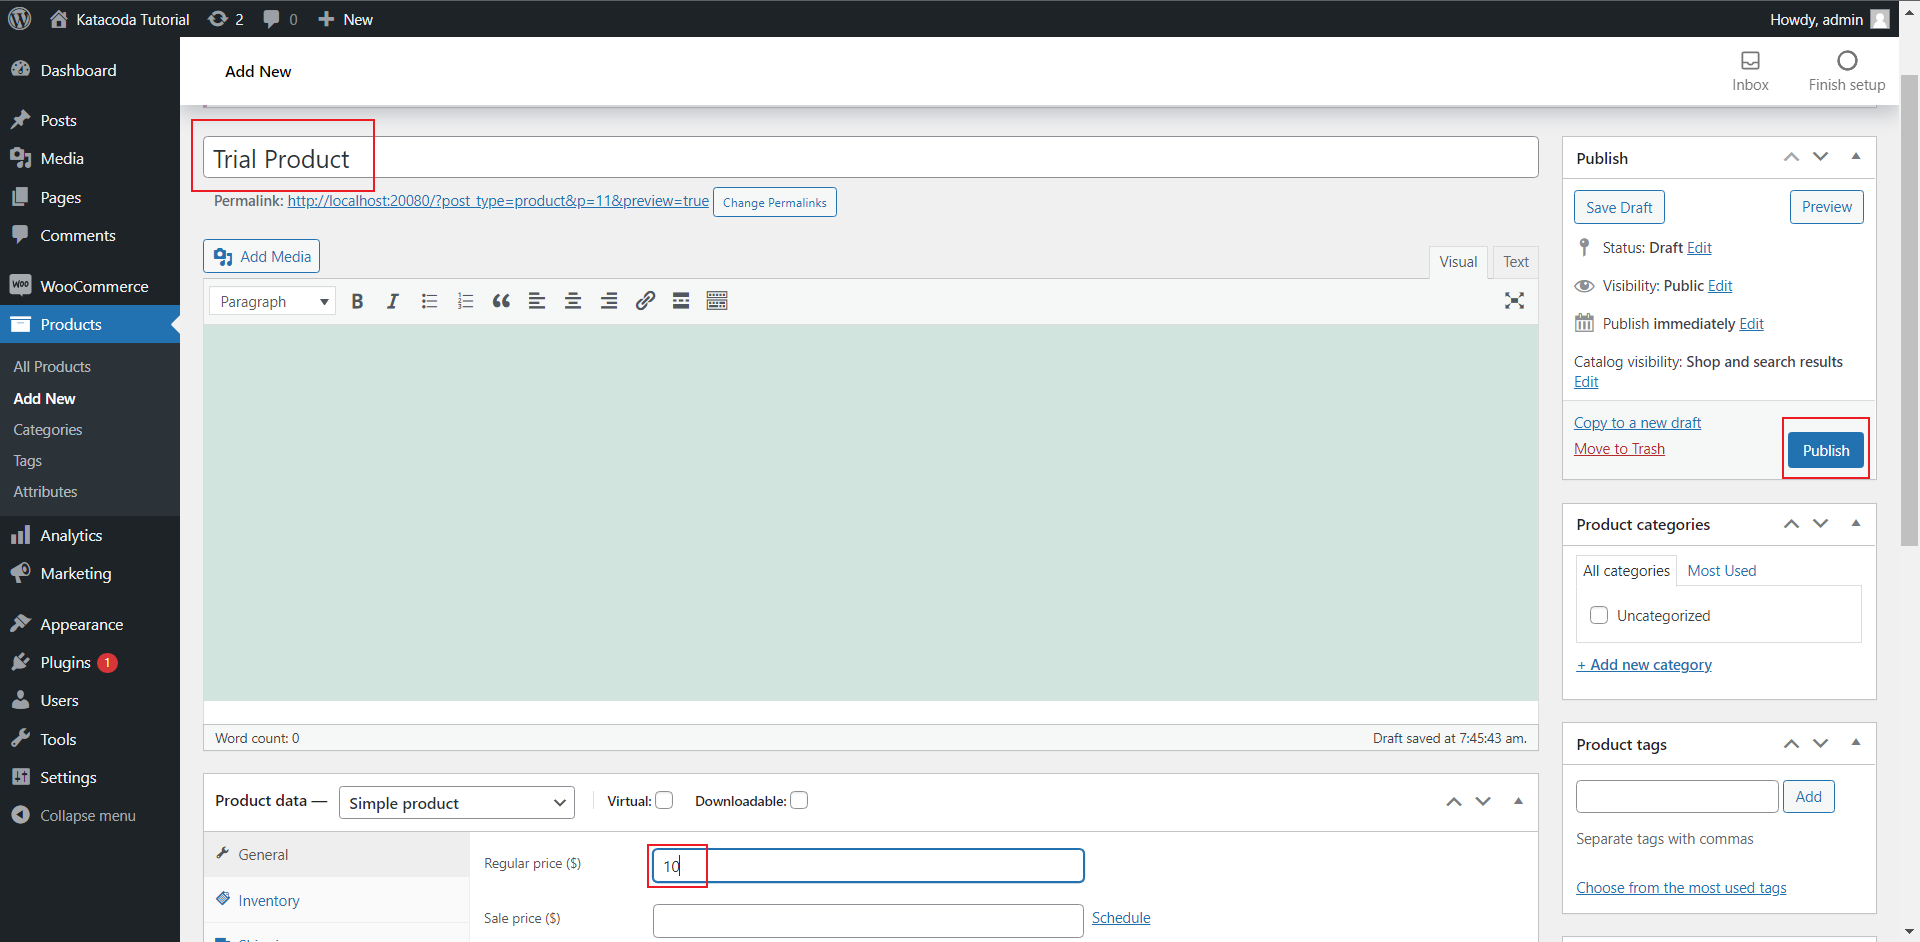 Katacoda Tutorial 2 0 New Howdy, admin
Dashboard
Posts
Media
Pages
Comments
WooCommerce
Products
All Products
Add New
Categories
Tags
Attributes
Analytics
Marketing
Appearance
Plugins 1
Users
Tools
Settings
Collapse menu
Add New
Inbox
Finish setup
Trial Product
Permalink: http://localhost:20080/?post_type=product&p=11&preview=true Change Permalinks
Add Media
Visual Text
Paragraph
Word count: 0 Draft saved at 7:45:43 am.
Product data — Simple product Virtual: Downloadable:
General
Inventory
Regular price ($) 10
Sale price ($) Schedule
Publish
Save Draft Preview
Status: Draft Edit
Visibility: Public Edit
Publish immediately Edit
Catalog visibility: Shop and search results
Edit
Copy to a new draft
Move to Trash
Publish
Product categories
All categories Most Used
Uncategorized
+ Add new category
Product tags
Add
Separate tags with commas
Choose from the most used tags